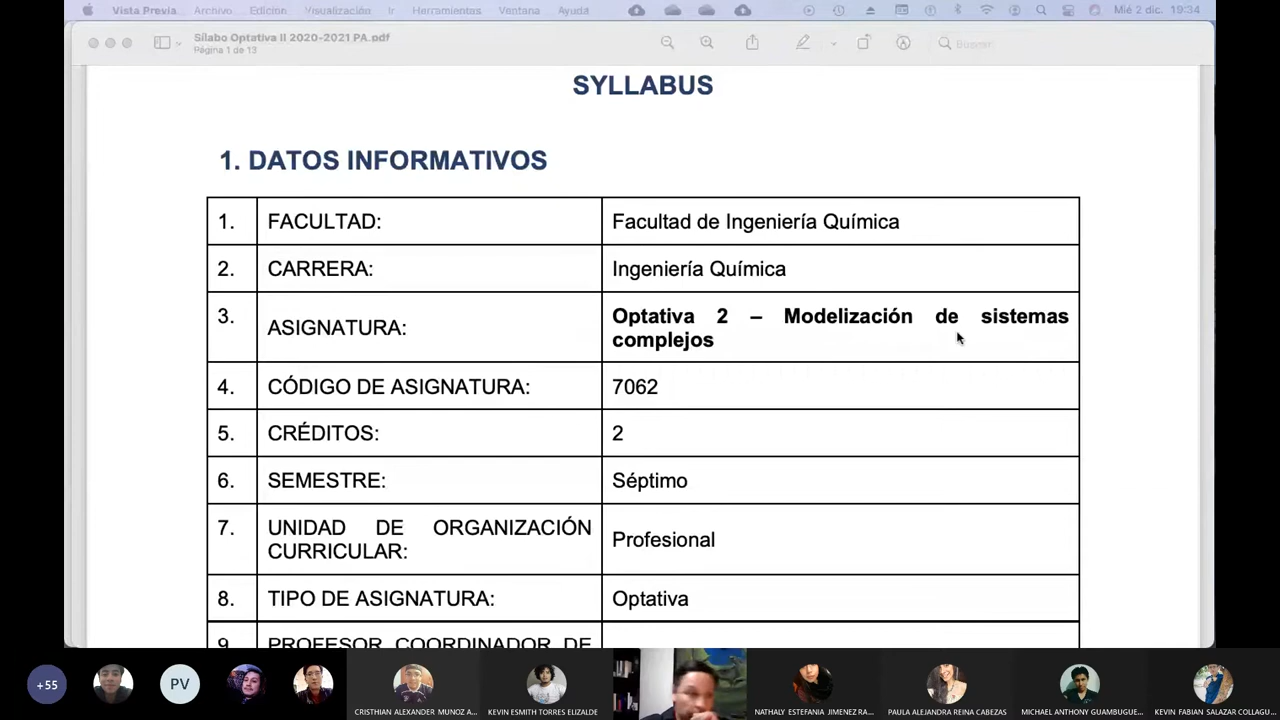 Vista Previa Archivo Edición Visualización Ir Herramientas Ventana Ayuda Mié 2 dic. 19:34
Sílabo Optativa II 2020-2021 PA.pdf
Página 1 de 13
Buscar
SYLLABUS
1. DATOS INFORMATIVOS
1. FACULTAD: Facultad de Ingeniería Química
2. CARRERA: Ingeniería Química
3. ASIGNATURA: Optativa 2 – Modelización de sistemas
complejos
4. CÓDIGO DE ASIGNATURA: 7062
5. CRÉDITOS: 2
6. SEMESTRE: Séptimo
7. UNIDAD DE ORGANIZACIÓN
CURRICULAR: Profesional
8. TIPO DE ASIGNATURA: Optativa
9. PROFESOR COORDINADOR DE
+55
PV
CRISTHIAN ALEXANDER MUNOZ A...
KEVIN ESMITH TORRES ELIZALDE
NATHALY ESTEFANIA JIMENEZ RA...
PAULA ALEJANDRA REINA CABEZAS
MICHAEL ANTHONY GUAMBUGUE...
KEVIN FABIAN SALAZAR COLLAGU...